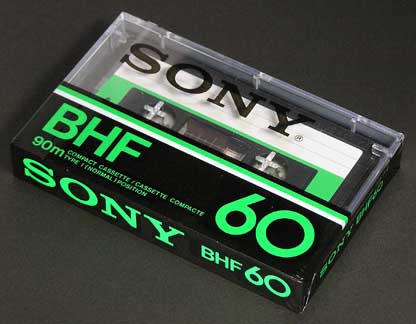 SONY®
BHF
90m
COMPACT CASSETTE/CASSETTE COMPACTE
TYPE I (NORMAL) POSITION
60
SONY BHF 60
SONY BHF60